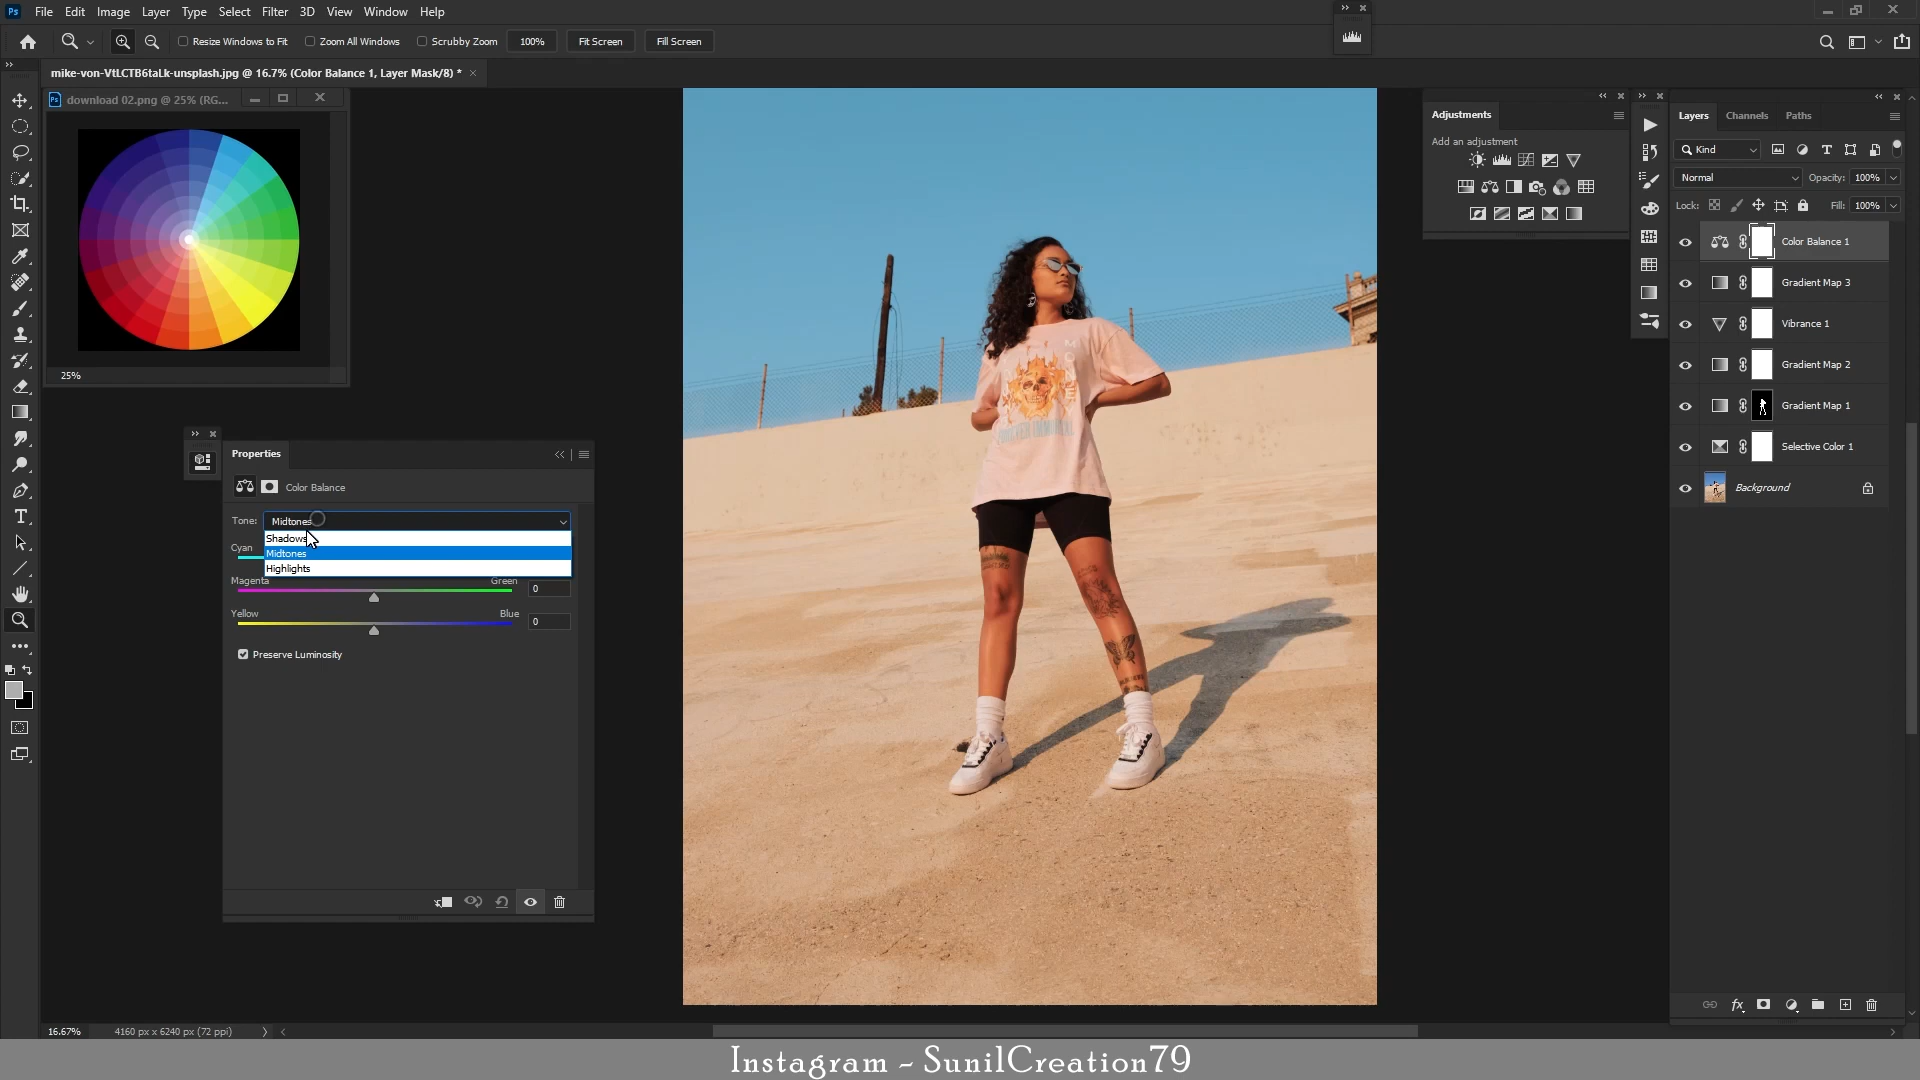 Ps File Edit Image Layer Type Select Filter 3D View Window Help
Resize Windows to Fit Zoom All Windows Scrubby Zoom 100% Fit Screen Fill Screen
mike-von-VtLCTB6taLk-unsplash.jpg @ 16.7% (Color Balance 1, Layer Mask/8) *
Ps download 02.png @ 25% (RG...
25%
Properties
Color Balance
Tone: Midtones
Shadows
Midtones
Highlights
Cyan
Magenta Green 0
Yellow Blue 0
Preserve Luminosity
Adjustments
Add an adjustment
Layers Channels Paths
Kind
Normal Opacity: 100%
Lock: Fill: 100%
Color Balance 1
Gradient Map 3
Vibrance 1
Gradient Map 2
Gradient Map 1
Selective Color 1
Background
fx
16.67% 4160 px x 6240 px (72 ppi)
Instagram - SunilCreation79